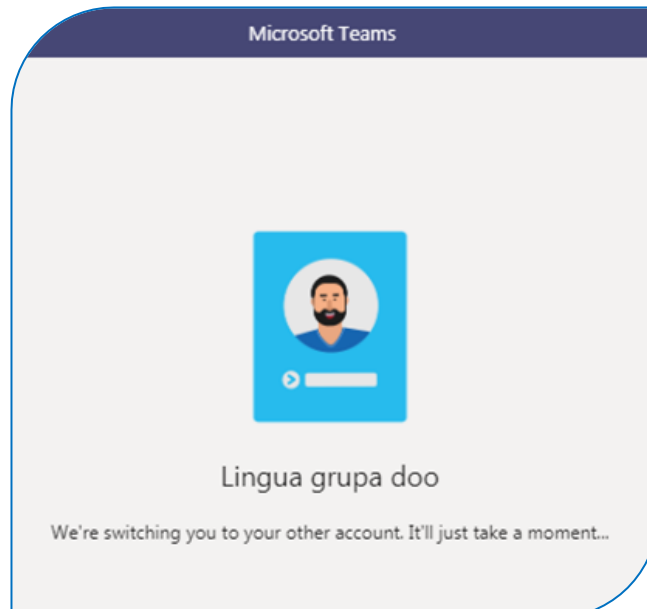 Microsoft Teams
Lingua grupa doo
We're switching you to your other account. It'll just take a moment...